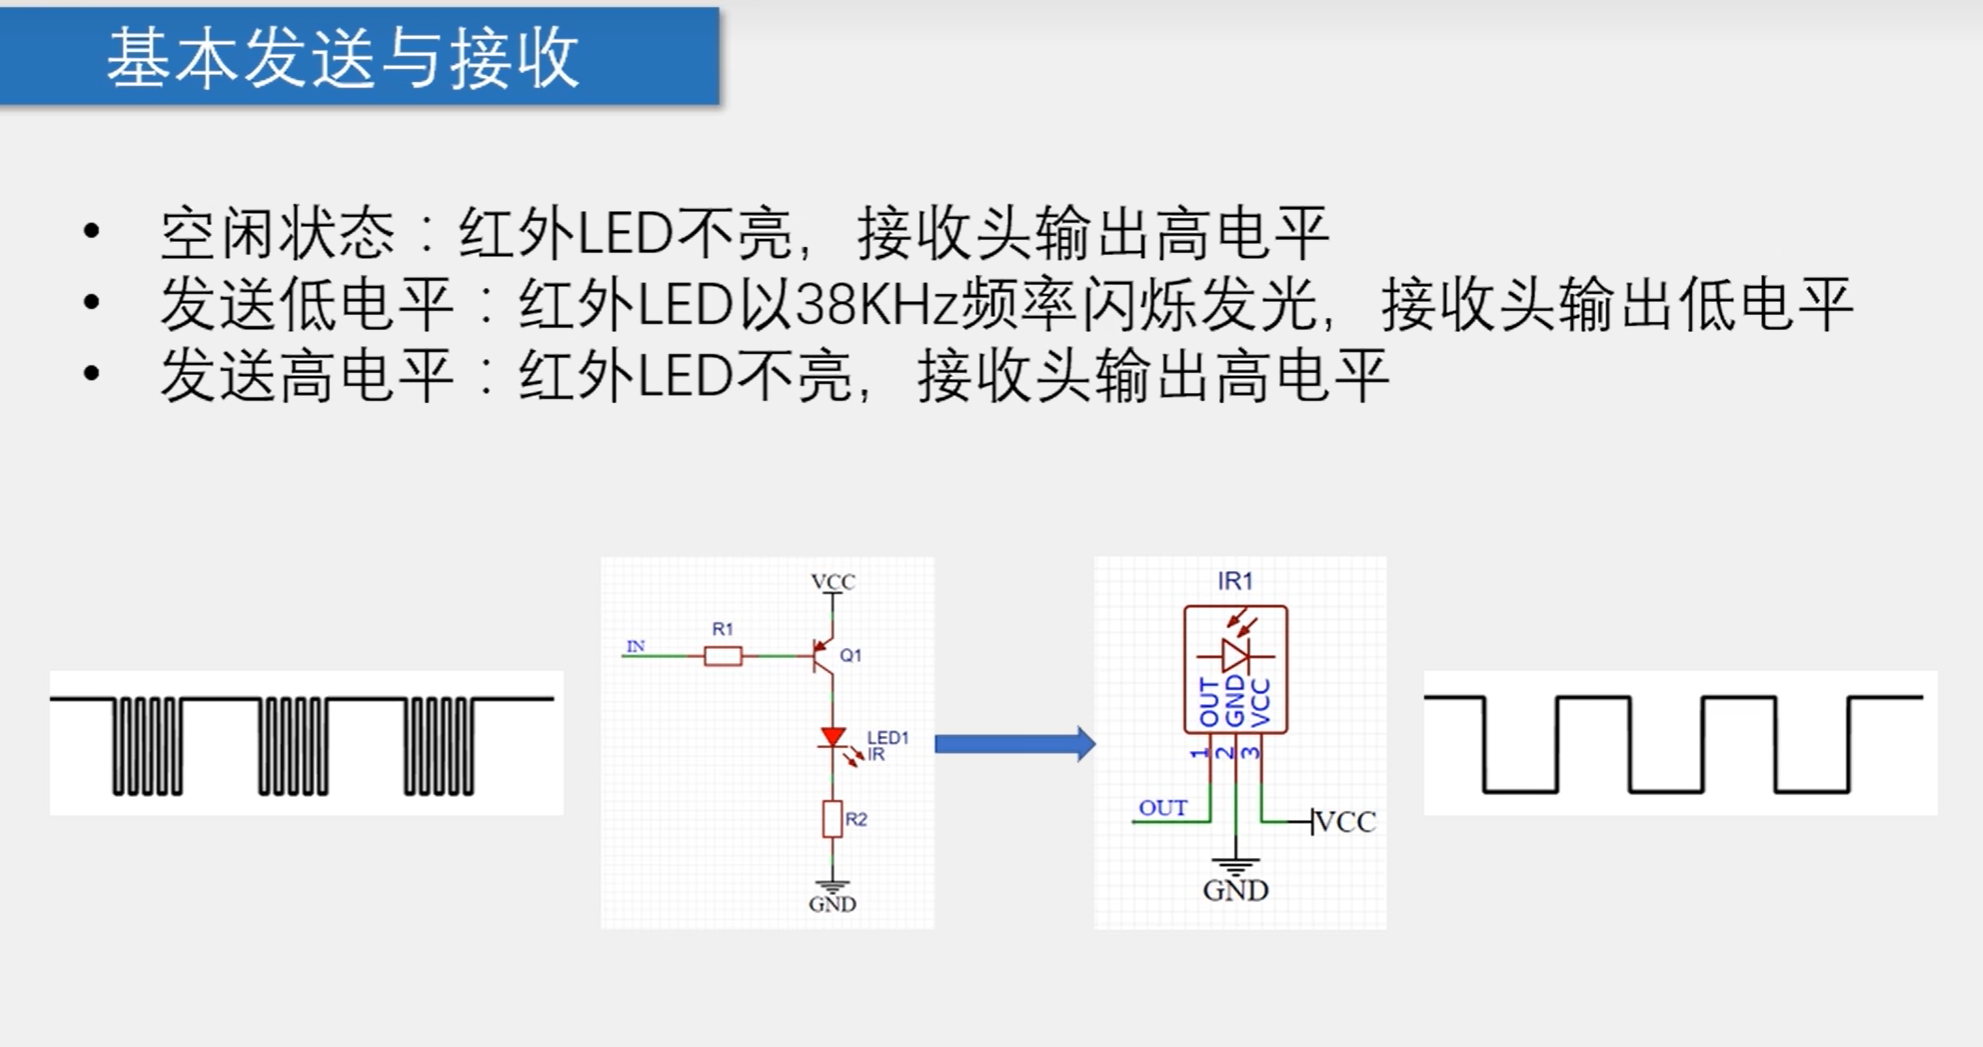 基本发送与接收
• 空闲状态：红外LED不亮，接收头输出高电平
• 发送低电平：红外LED以38KHz频率闪烁发光，接收头输出低电平
• 发送高电平：红外LED不亮，接收头输出高电平
VCC
R1
IN
Q1
LED1
IR
R2
GND
IR1
OUT
GND
VCC
1
2
3
OUT
VCC
GND